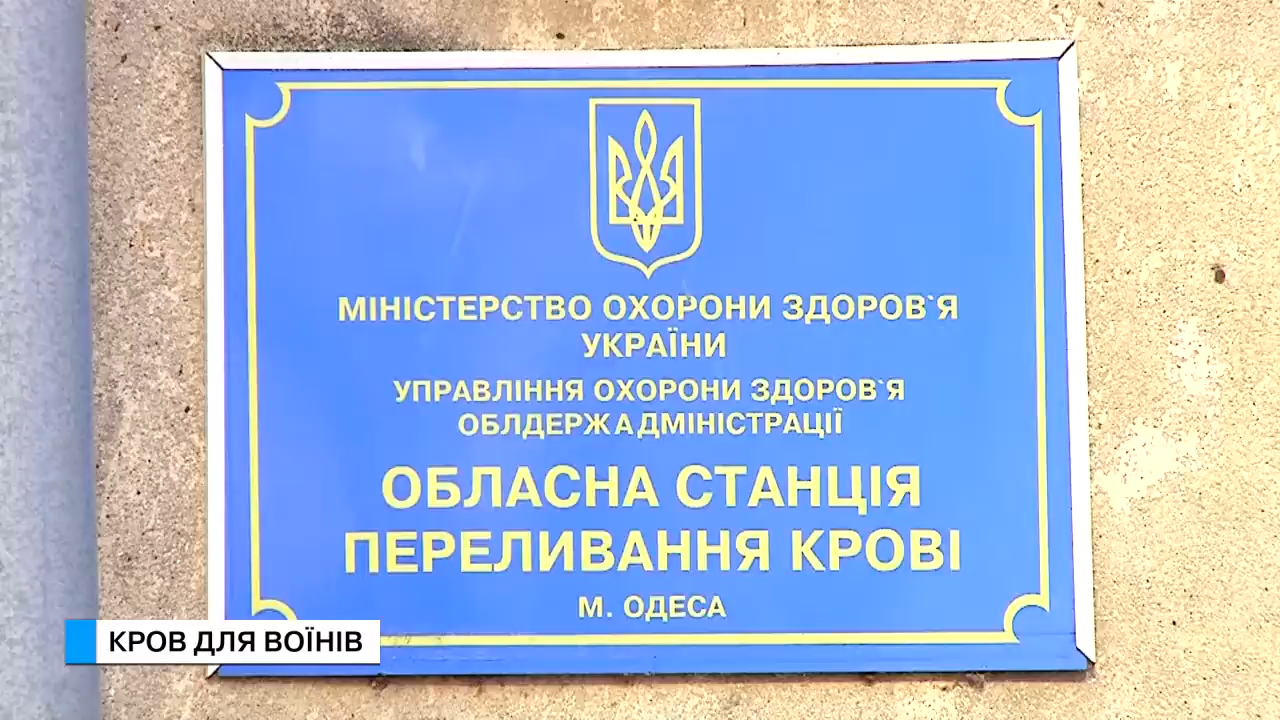 МІНІСТЕРСТВО ОХОРОНИ ЗДОРОВ`Я
УКРАЇНИ
УПРАВЛІННЯ ОХОРОНИ ЗДОРОВ`Я
ОБЛДЕРЖАДМІНІСТРАЦІЇ
ОБЛАСНА СТАНЦІЯ
ПЕРЕЛИВАННЯ КРОВІ
М. ОДЕСА
КРОВ ДЛЯ ВОЇНІВ